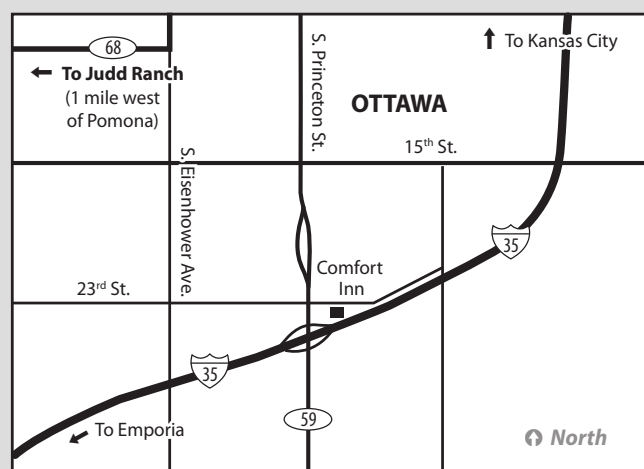 68
To Judd Ranch
(1 mile west
of Pomona)
S. Princeton St.
To Kansas City
OTTAWA
15th St.
S. Eisenhower Ave.
35
Comfort
Inn
23rd St.
35
To Emporia
59
North